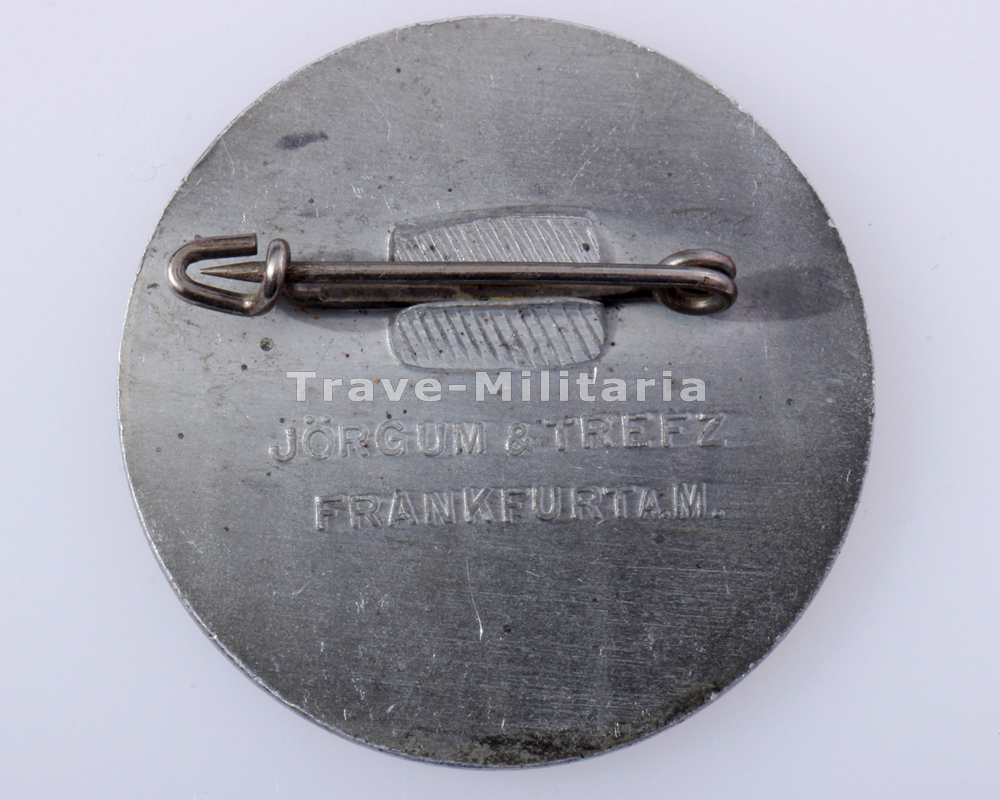 Trave-Militaria
JÖRGUM & TREFZ
FRANKFURT A.M.